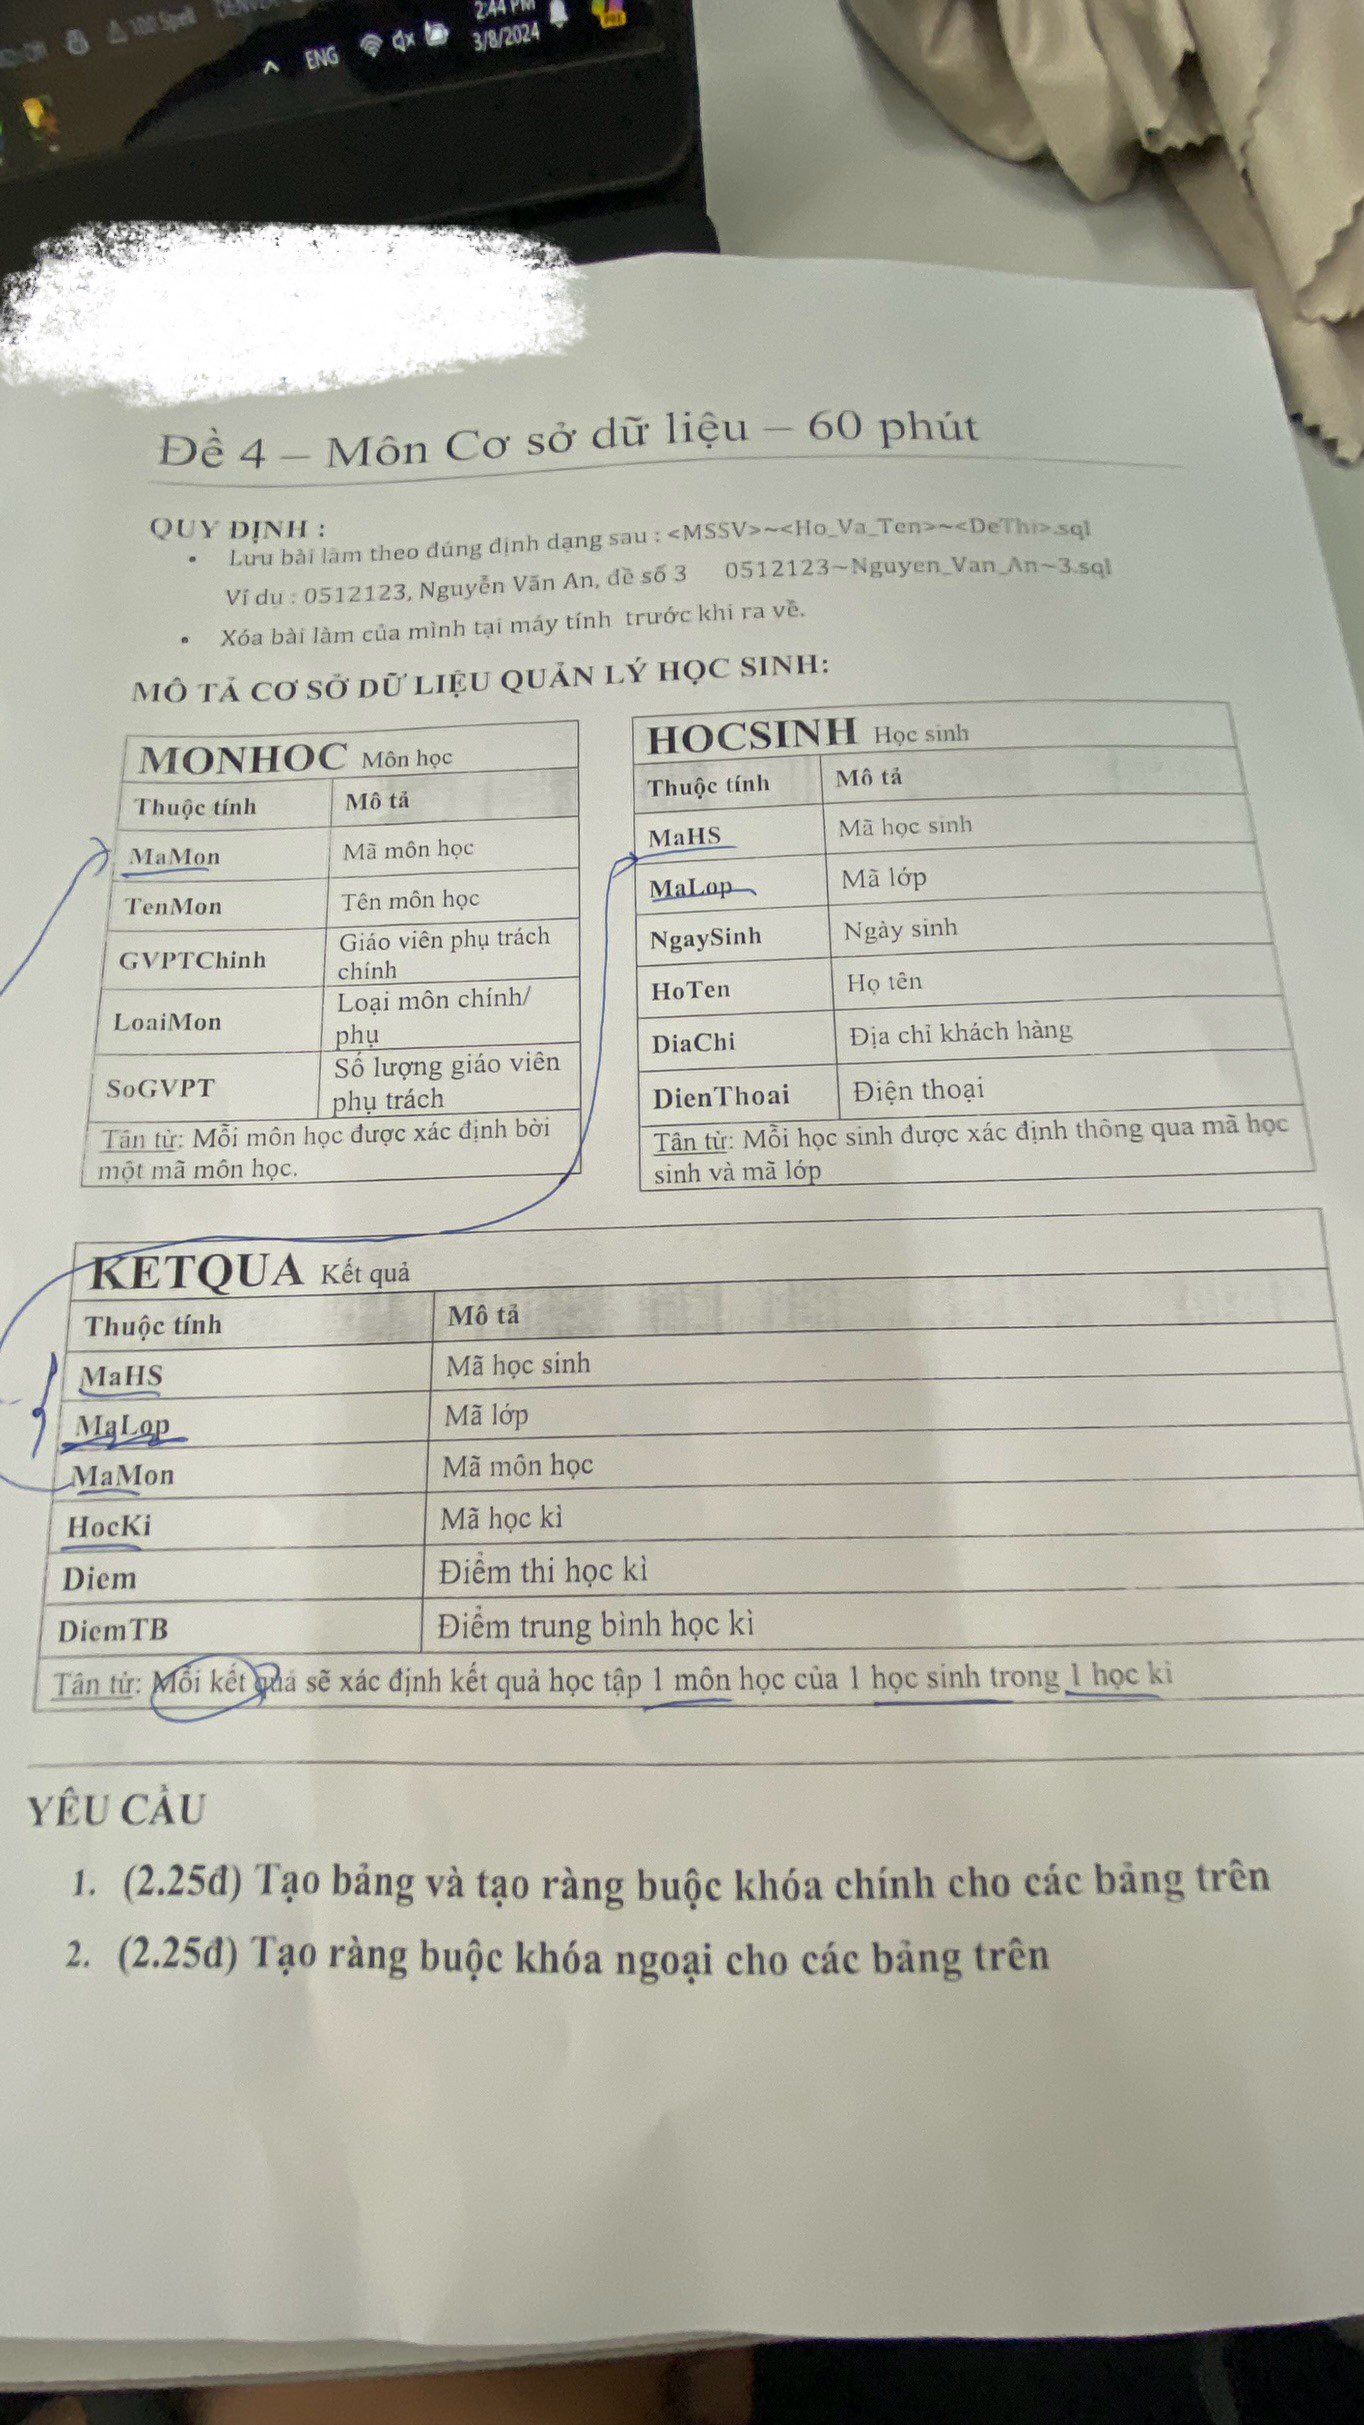 2:44 PM
ENG
3/8/2024
Đề 4 – Môn Cơ sở dữ liệu – 60 phút
QUY ĐỊNH :
• Lưu bài làm theo đúng định dạng sau : <MSSV>~<Ho_Va_Ten>~<DeThi>.sql
Ví dụ : 0512123, Nguyễn Văn An, đề số 3 0512123~Nguyen_Van_An~3.sql
• Xóa bài làm của mình tại máy tính trước khi ra về.
MÔ TẢ CƠ SỞ DỮ LIỆU QUẢN LÝ HỌC SINH:
MONHOC Môn học
Thuộc tính Mô tả
MaMon Mã môn học
TenMon Tên môn học
GVPTChinh Giáo viên phụ trách
chính
LoaiMon Loại môn chính/
phụ
SoGVPT Số lượng giáo viên
phụ trách
Tân từ: Mỗi môn học được xác định bởi
một mã môn học.
HOCSINH Học sinh
Thuộc tính Mô tả
MaHS Mã học sinh
MaLop Mã lớp
NgaySinh Ngày sinh
HoTen Họ tên
DiaChi Địa chỉ khách hàng
DienThoai Điện thoại
Tân từ: Mỗi học sinh được xác định thông qua mã học
sinh và mã lớp
KETQUA Kết quả
Thuộc tính Mô tả
MaHS Mã học sinh
MaLop Mã lớp
MaMon Mã môn học
HocKi Mã học kì
Diem Điểm thi học kì
DiemTB Điểm trung bình học kì
Tân từ: Mỗi kết quả sẽ xác định kết quả học tập 1 môn học của 1 học sinh trong 1 học kì
YÊU CẦU
1. (2.25đ) Tạo bảng và tạo ràng buộc khóa chính cho các bảng trên
2. (2.25đ) Tạo ràng buộc khóa ngoại cho các bảng trên